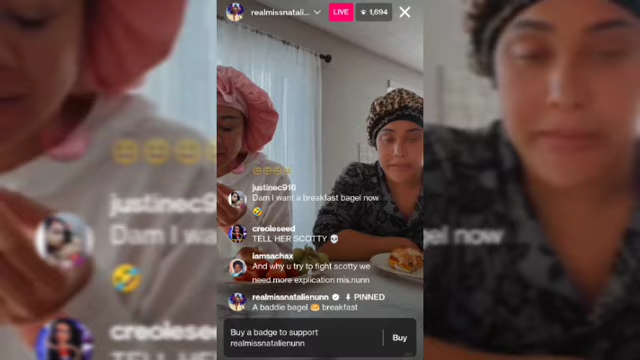 realmissnatali...
LIVE
1,694
justinec916
Dam I want a breakfast bagel now
creoleseed
TELL HER SCOTTY
iamsachax
And why u try to fight scotty we
need more explication mis.nunn
realmissnatalienunn PINNED
A baddie bagel breakfast
Buy a badge to support
realmissnatalienunn
Buy
justinec9
Dam I wa
el now
creoleseed